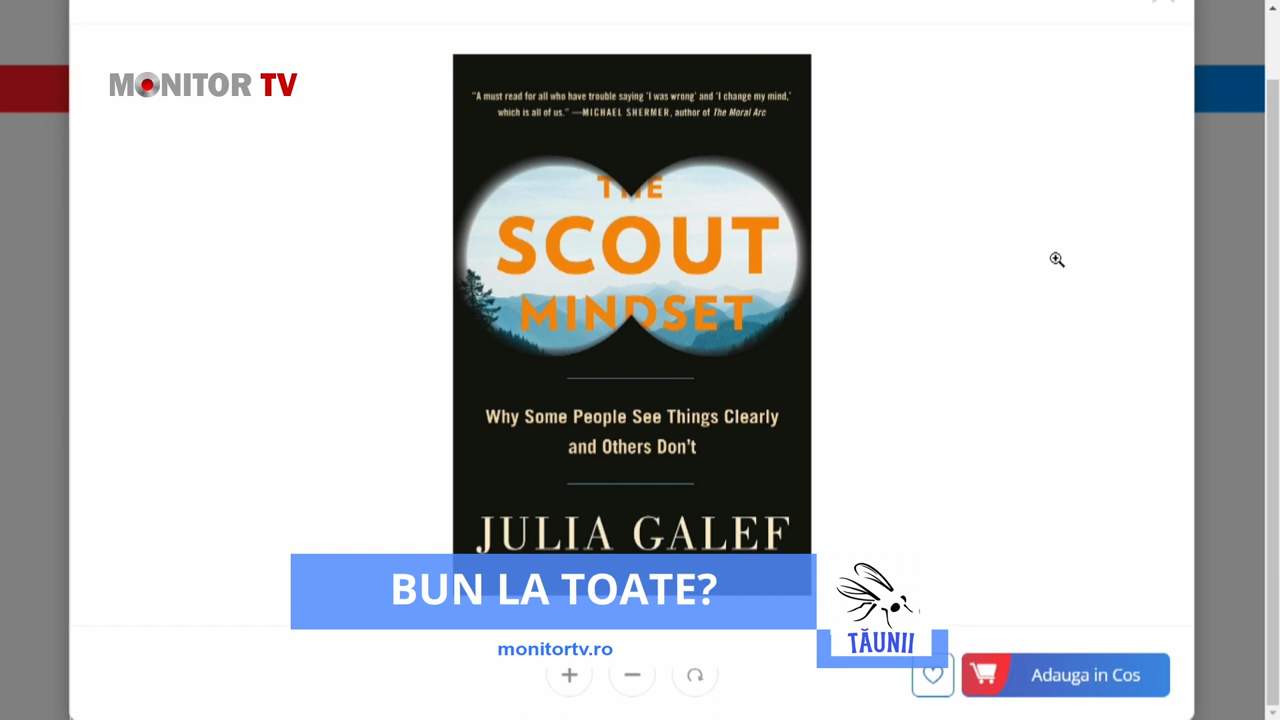 MONITOR TV
"A must read for all who have trouble saying 'I was wrong' and 'I change my mind,'
which is all of us." —MICHAEL SHERMER, author of The Moral Arc
THE
SCOUT
MINDSET
Why Some People See Things Clearly
and Others Don't
JULIA GALEF
BUN LA TOATE?
TĂUNII
monitortv.ro
Adauga in Cos